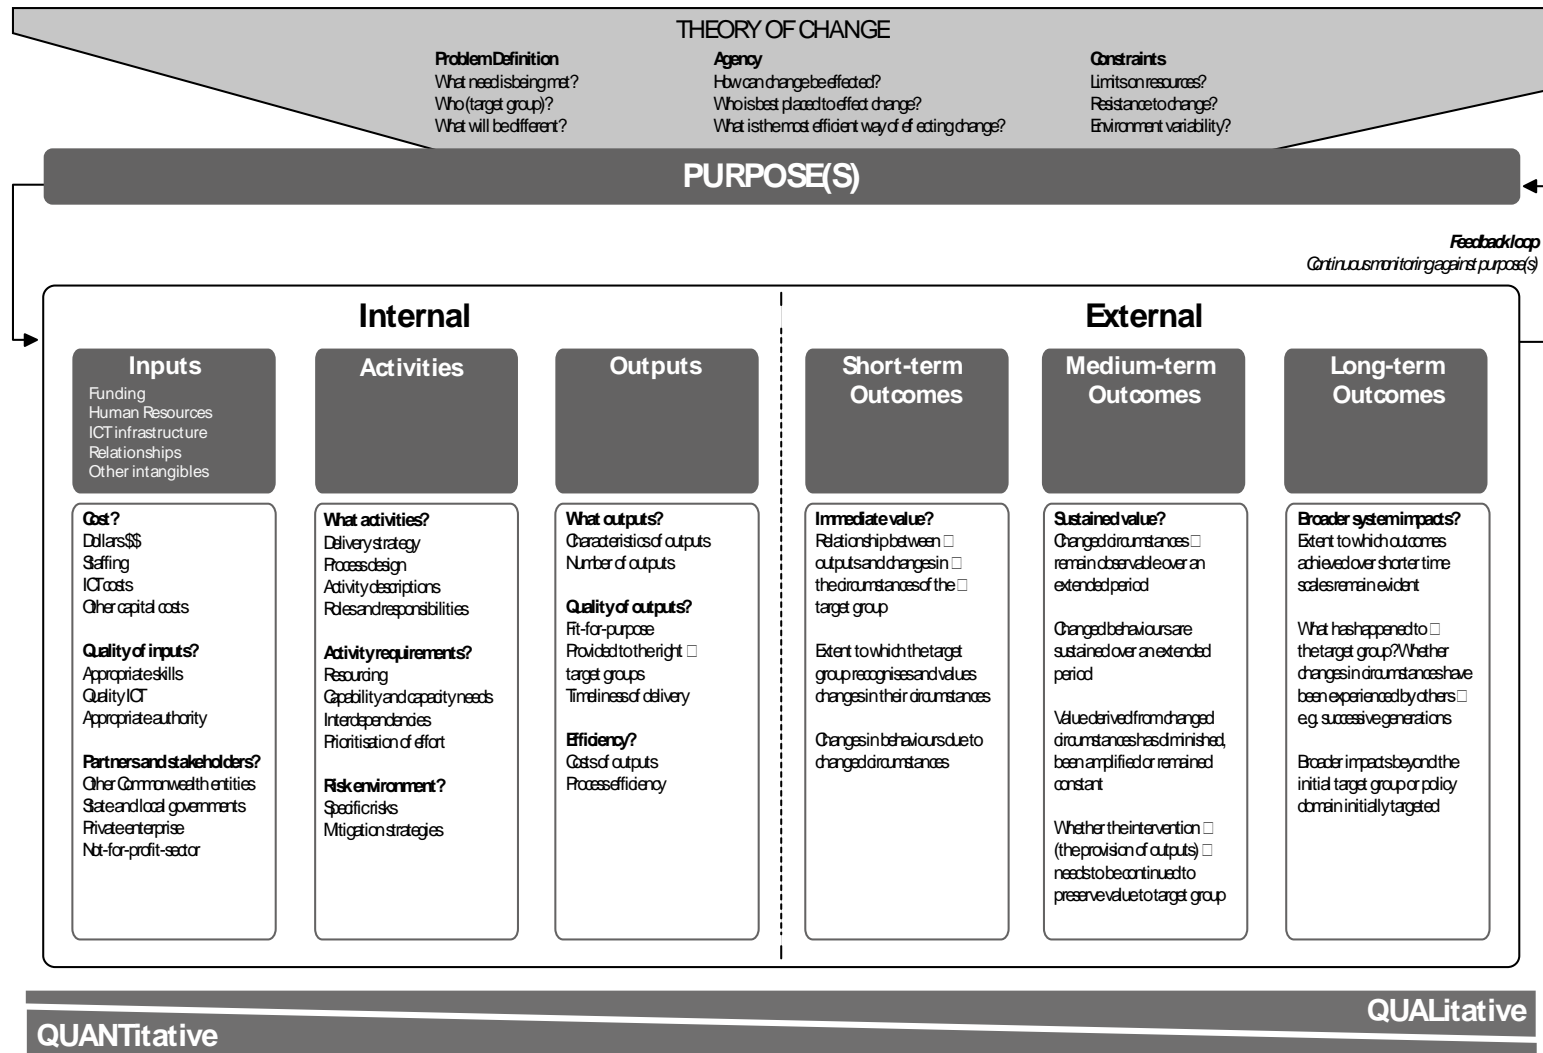 THEORY OF CHANGE
Problem Definition
What need is being met?
Who (target group)?
What will be different?
Agency
How can change be effected?
Who is best placed to effect change?
What is the most efficient way of ef ecting change?
Constraints
Limits on resources?
Resistance to change?
Environment variability?
PURPOSE(S)
Feedback loop
Continuous monitoring against purpose(s)
Internal
External
Inputs
Funding
Human Resources
ICT infrastructure
Relationships
Other intangibles
Activities
Outputs
Short-term
Outcomes
Medium-term
Outcomes
Long-term
Outcomes
Cost?
Dollars $$
Staffing
ICT costs
Other capital costs
Quality of inputs?
Appropriate skills
Quality ICT
Appropriate authority
Partners and stakeholders?
Other Commonwealth entities
State and local governments
Private enterprise
Not-for-profit-sector
What activities?
Delivery strategy
Process design
Activity descriptions
Roles and responsibilities
Activity requirements?
Resourcing
Capability and capacity needs
Interdependencies
Prioritisation of effort
Risk environment?
Specific risks
Mitigation strategies
What outputs?
Characteristics of outputs
Number of outputs
Quality of outputs?
Fit-for-purpose
Provided to the right
target groups
Timeliness of delivery
Efficiency?
Costs of outputs
Process efficiency
Immediate value?
Relationship between
outputs and changes in
the circumstances of the
target group
Extent to which the target
group recognises and values
changes in their circumstances
Changes in behaviours due to
changed circumstances
Sustained value?
Changed circumstances
remain observable over an
extended period
Changed behaviours are
sustained over an extended
period
Value derived from changed
circumstances has diminished,
been amplified or remained
constant
Whether the intervention
(the provision of outputs)
needs to be continued to
preserve value to target group
Broader system impacts?
Extent to which outcomes
achieved over shorter time
scales remain evident
What has happened to
the target group? Whether
changes in circumstances have
been experienced by others
e.g. successive generations
Broader impacts beyond the
initial target group or policy
domain initially targeted
QUALitative
QUANTitative